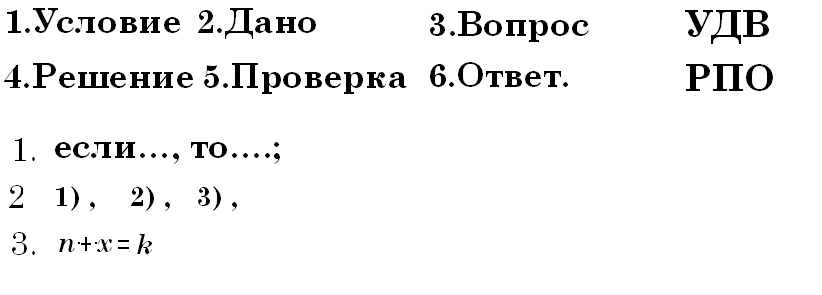 1.Условие 2.Дано 3.Вопрос УДВ
4.Решение 5.Проверка 6.Ответ. РПО
1. если..., то....;
2 1) , 2) , 3) ,
3. n+x=k